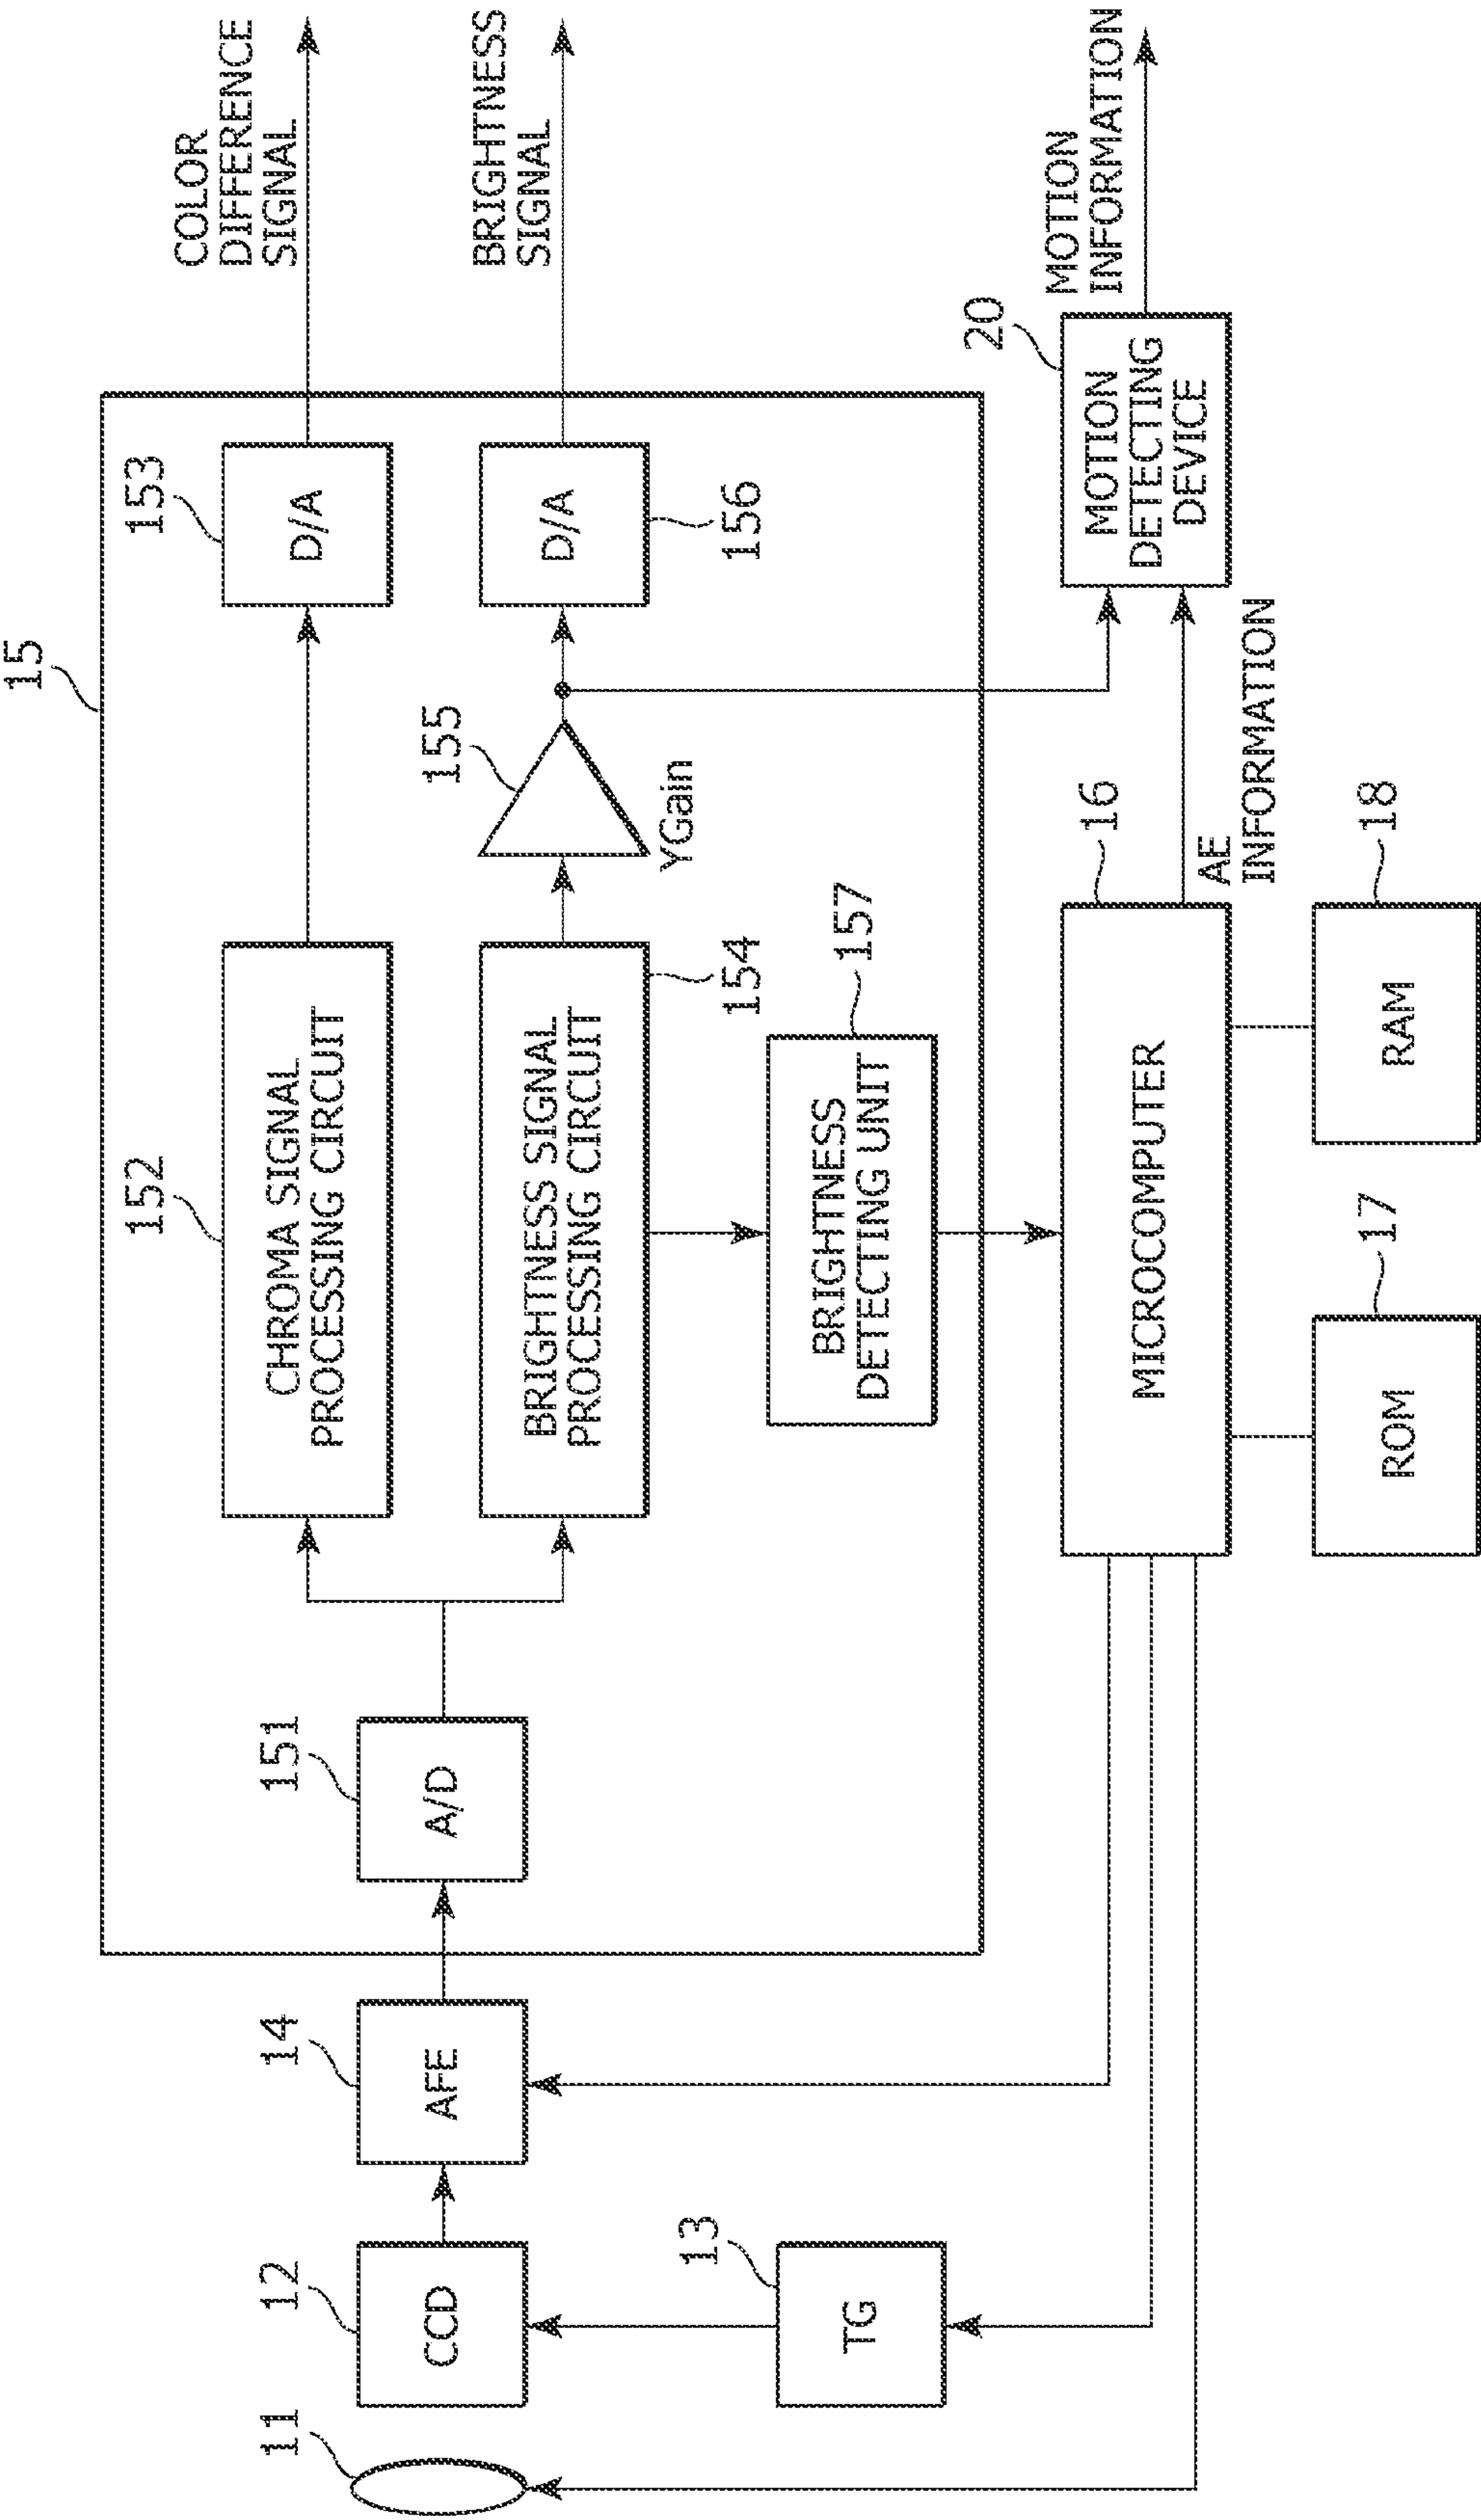 15
COLOR
DIFFERENCE
SIGNAL
152
153
CHROMA SIGNAL
PROCESSING CIRCUIT
D/A
11
12
14
151
155
BRIGHTNESS
SIGNAL
CCD
AFE
A/D
BRIGHTNESS SIGNAL
PROCESSING CIRCUIT
D/A
YGain
154
156
13
157
TG
BRIGHTNESS
DETECTING UNIT
16
20
MOTION
INFORMATION
MICROCOMPUTER
MOTION
DETECTING
DEVICE
AE
INFORMATION
17
18
ROM
RAM